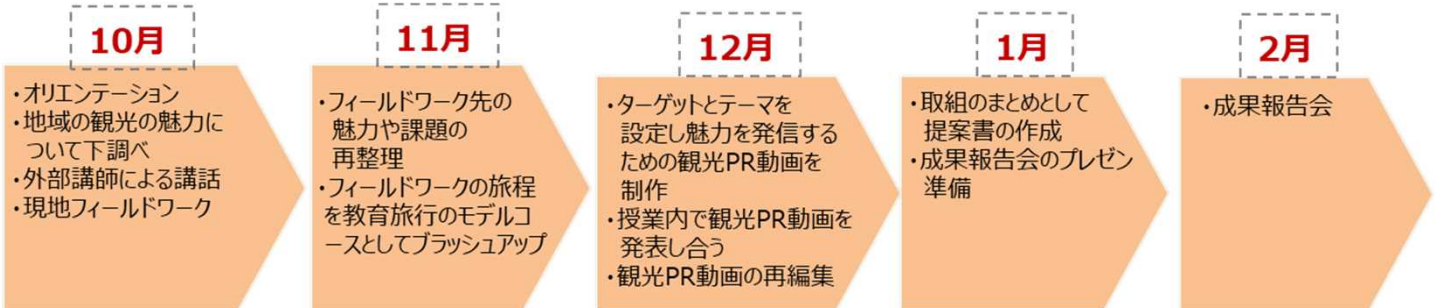 10月
・オリエンテーション
・地域の観光の魅力に
ついて下調べ
・外部講師による講話
・現地フィールドワーク
11月
・フィールドワーク先の
魅力や課題の
再整理
・フィールドワークの旅程
を教育旅行のモデルコ
ースとしてブラッシュアップ
12月
・ターゲットとテーマを
設定し魅力を発信する
ための観光PR動画を
制作
・授業内で観光PR動画を
発表し合う
・観光PR動画の再編集
1月
・取組のまとめとして
提案書の作成
・成果報告会のプレゼン
準備
2月
・成果報告会